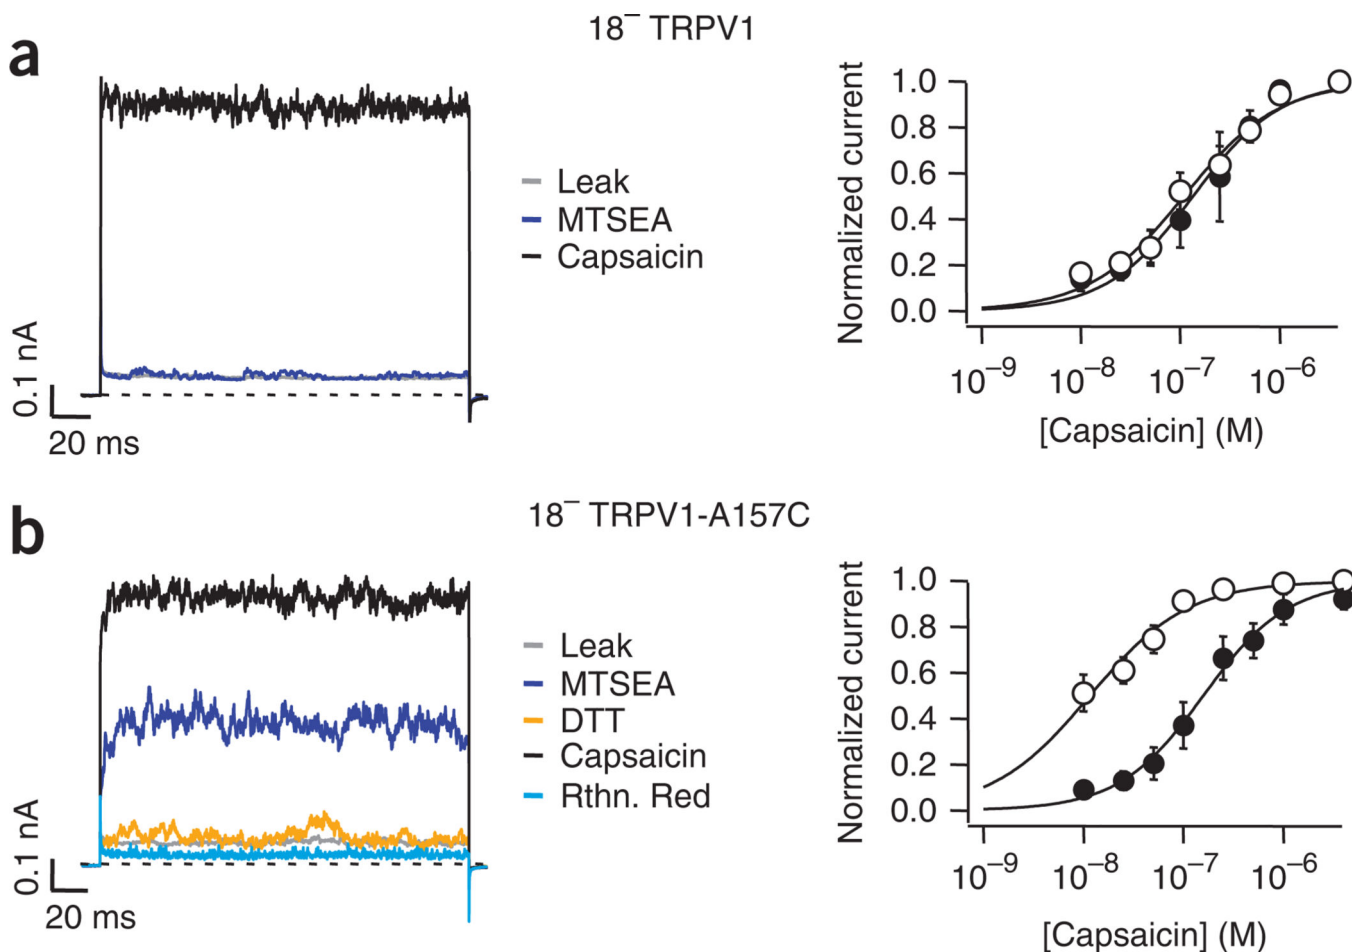 a
18⁻ TRPV1
Leak
MTSEA
Capsaicin
0.1 nA
20 ms
Normalized current
1.0
0.8
0.6
0.4
0.2
0.0
10⁻⁹ 10⁻⁸ 10⁻⁷ 10⁻⁶
[Capsaicin] (M)
b
18⁻ TRPV1-A157C
Leak
MTSEA
DTT
Capsaicin
Rthn. Red
0.1 nA
20 ms
Normalized current
1.0
0.8
0.6
0.4
0.2
0.0
10⁻⁹ 10⁻⁸ 10⁻⁷ 10⁻⁶
[Capsaicin] (M)